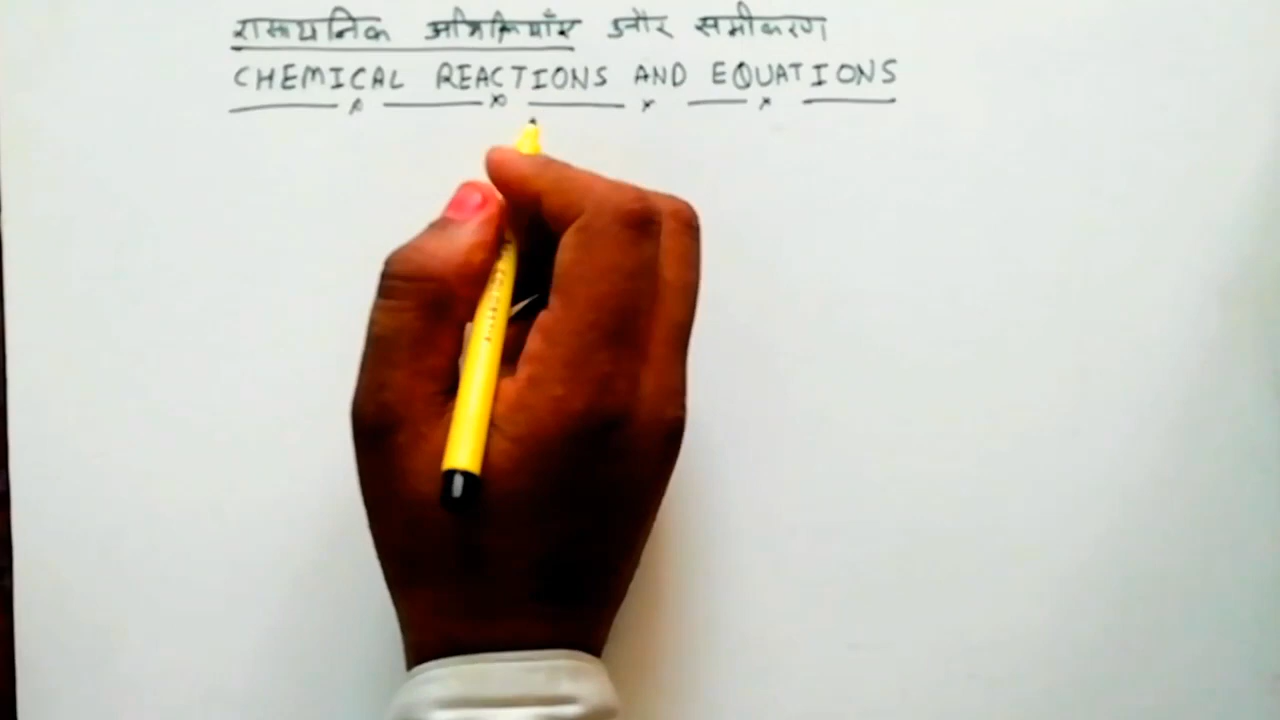 रासायनिक अभिक्रियाँए और समीकरण
CHEMICAL REACTIONS AND EQUATIONS